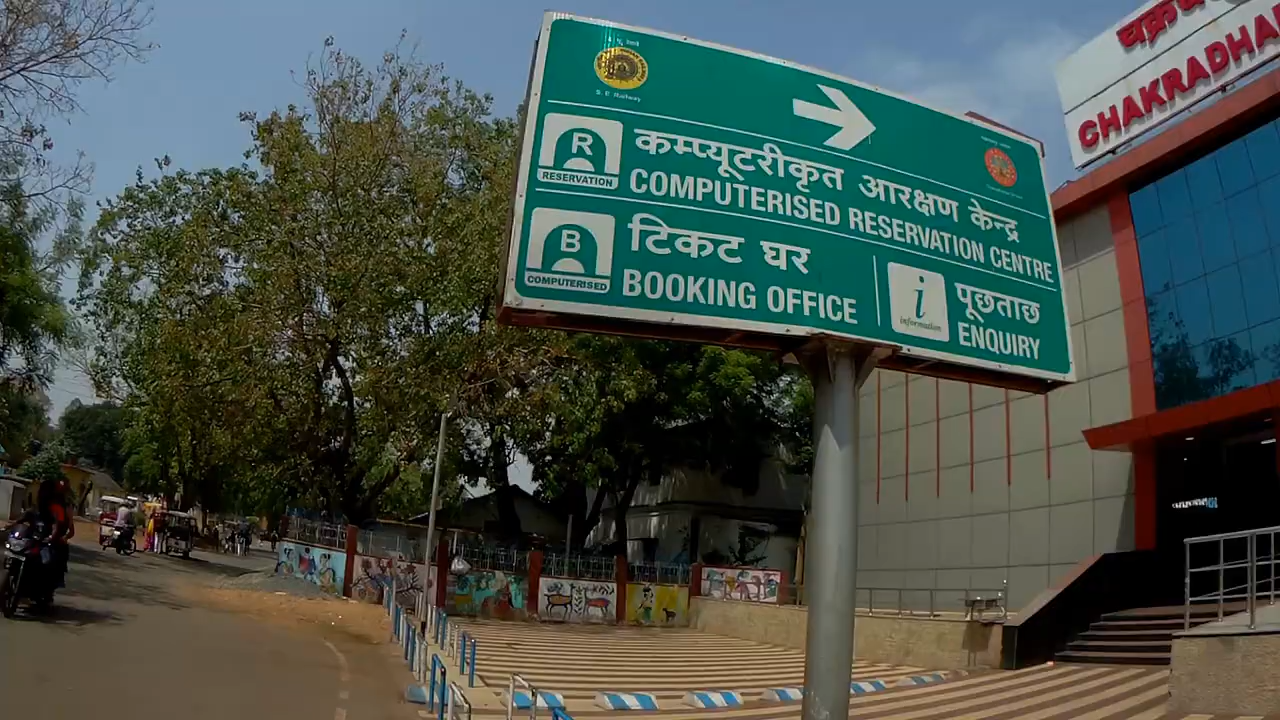 S. E. Railway
R
RESERVATION
कम्प्यूटरीकृत आरक्षण केन्द्र
COMPUTERISED RESERVATION CENTRE
B
COMPUTERISED
टिकट घर
BOOKING OFFICE
i
information
पूछताछ
ENQUIRY
CHAKRADHA